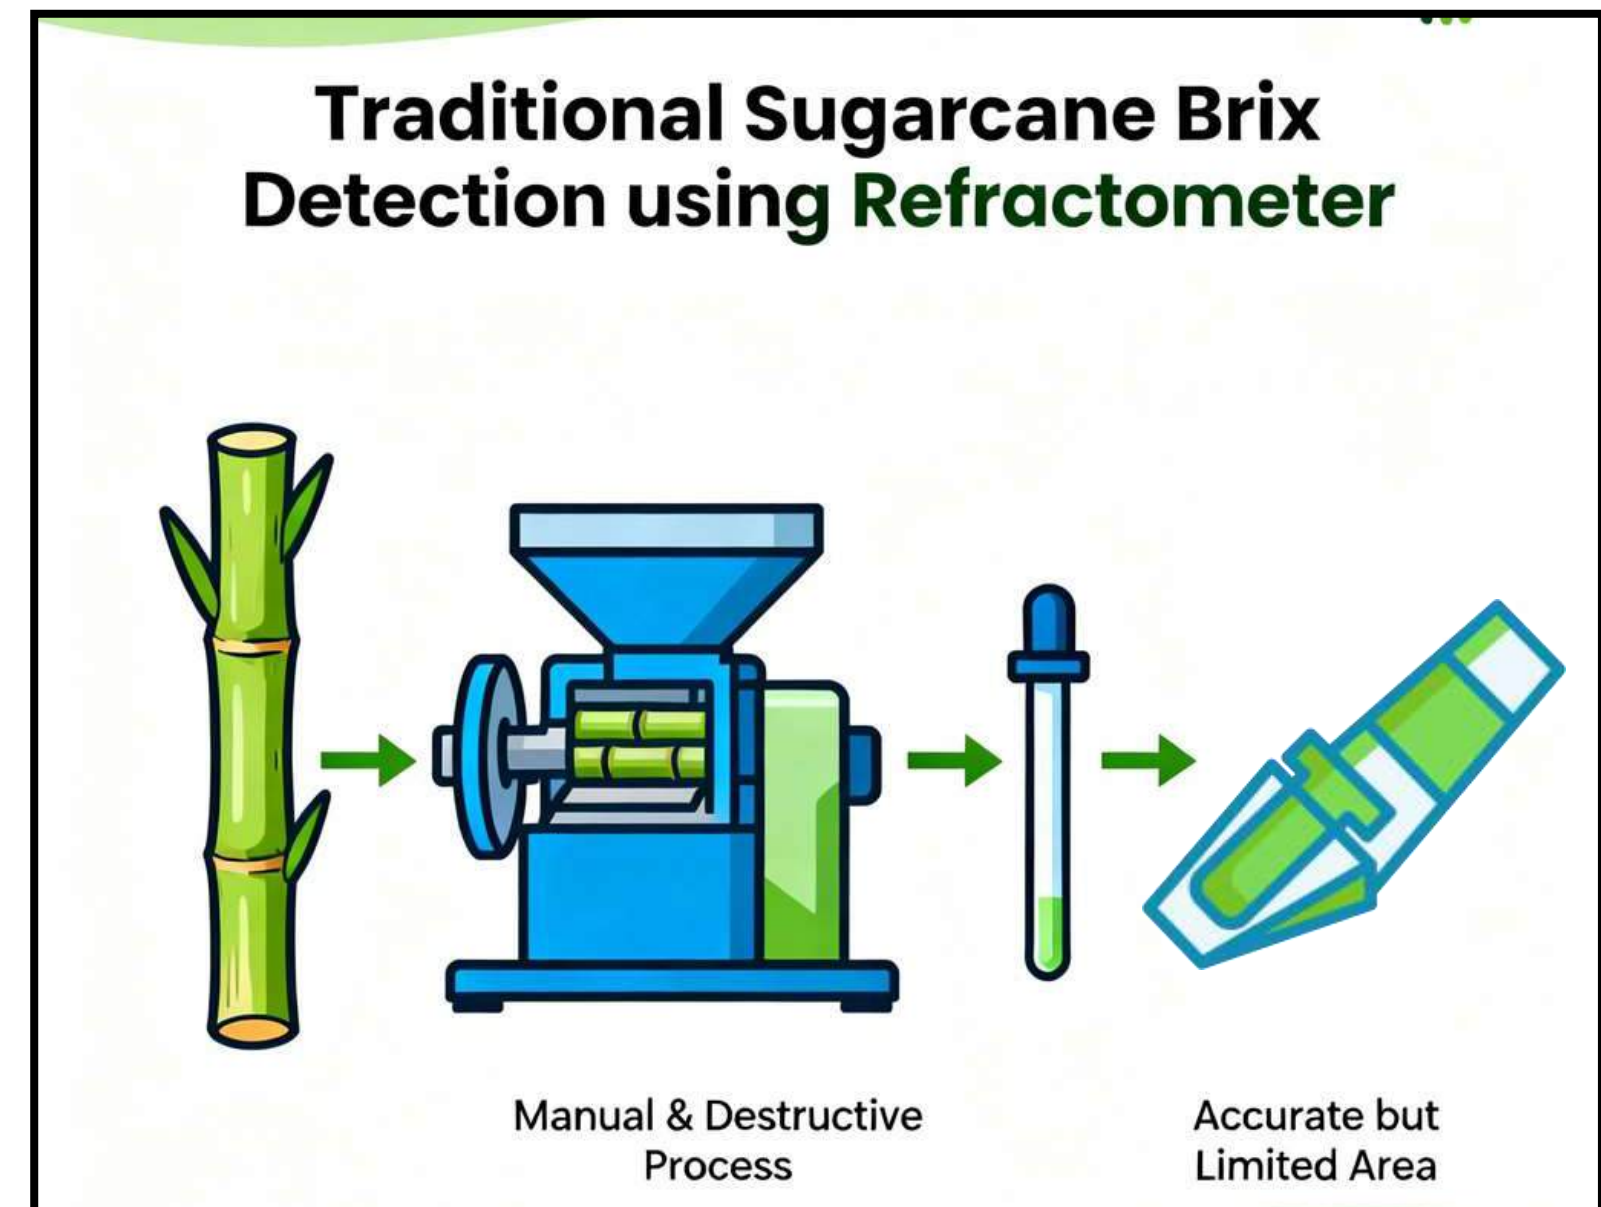 Traditional Sugarcane Brix
Detection using Refractometer
Manual & Destructive
Process
Accurate but
Limited Area